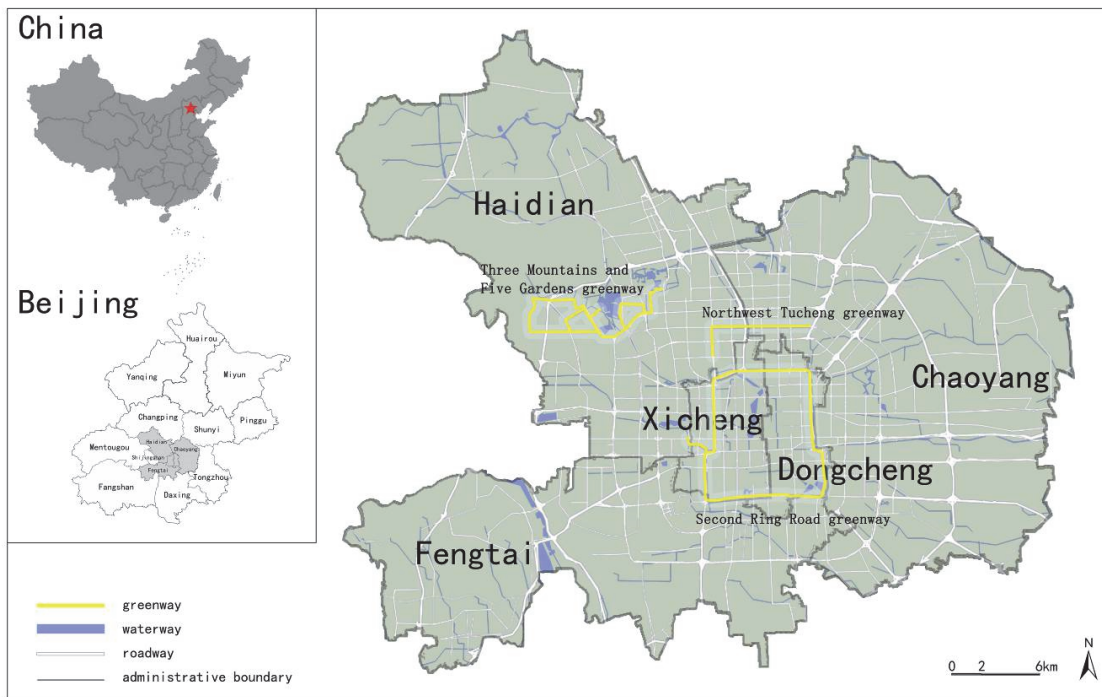 China
Beijing
Huairou
Yanqing
Miyun
Changping
Pinggu
Shunyi
Mentougou
Haidian
Chaoyang
Shijingshan
Fengtai
Tongzhou
Fangshan
Daxing
greenway
waterway
roadway
administrative boundary
Haidian
Three Mountains and
Five Gardens greenway
Northwest Tucheng greenway
Chaoyang
Xicheng
Dongcheng
Second Ring Road greenway
Fengtai
N
0 2 6km